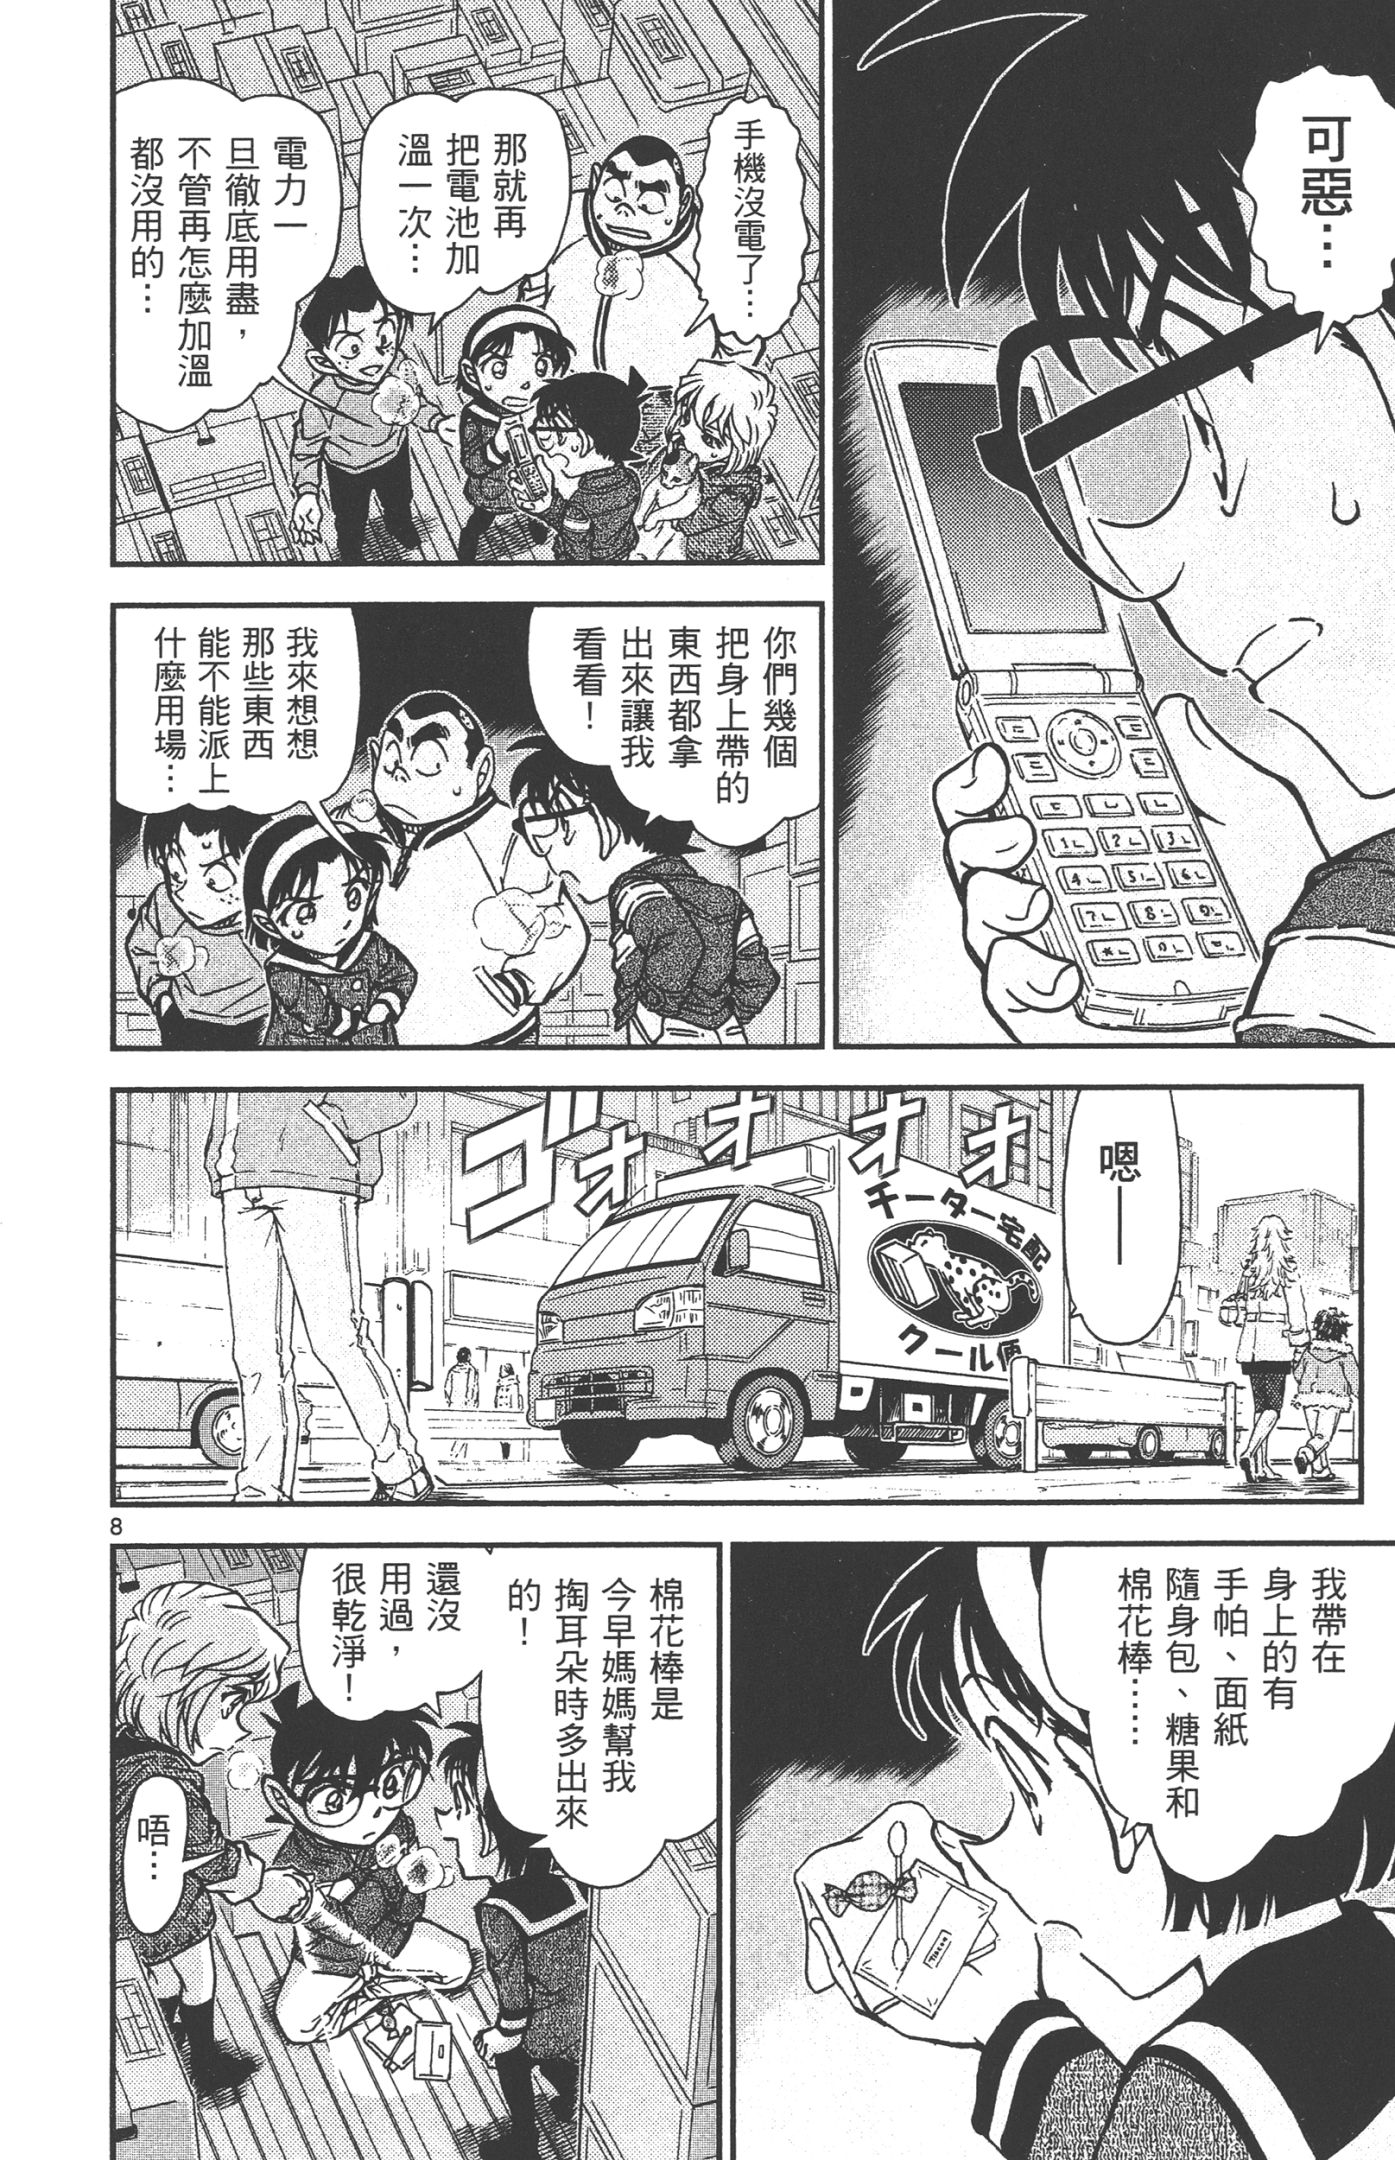 可惡…
手機沒電了…
那就再
把電池加
溫一次…
電力一
旦徹底用盡，
不管再怎麼加溫
都沒用的…
你們幾個
把身上帶的
東西都拿
出來讓我
看看！
我來想想
那些東西
能不能派上
什麼用場…
嗯——
ゴォォォォ
チーター宅配
クール便
8
我帶在
身上的有
手帕、面紙
隨身包、糖果和
棉花棒……
棉花棒是
今早媽媽幫我
掏耳朵時多出來
的！
還沒
用過，
很乾淨！
唔…